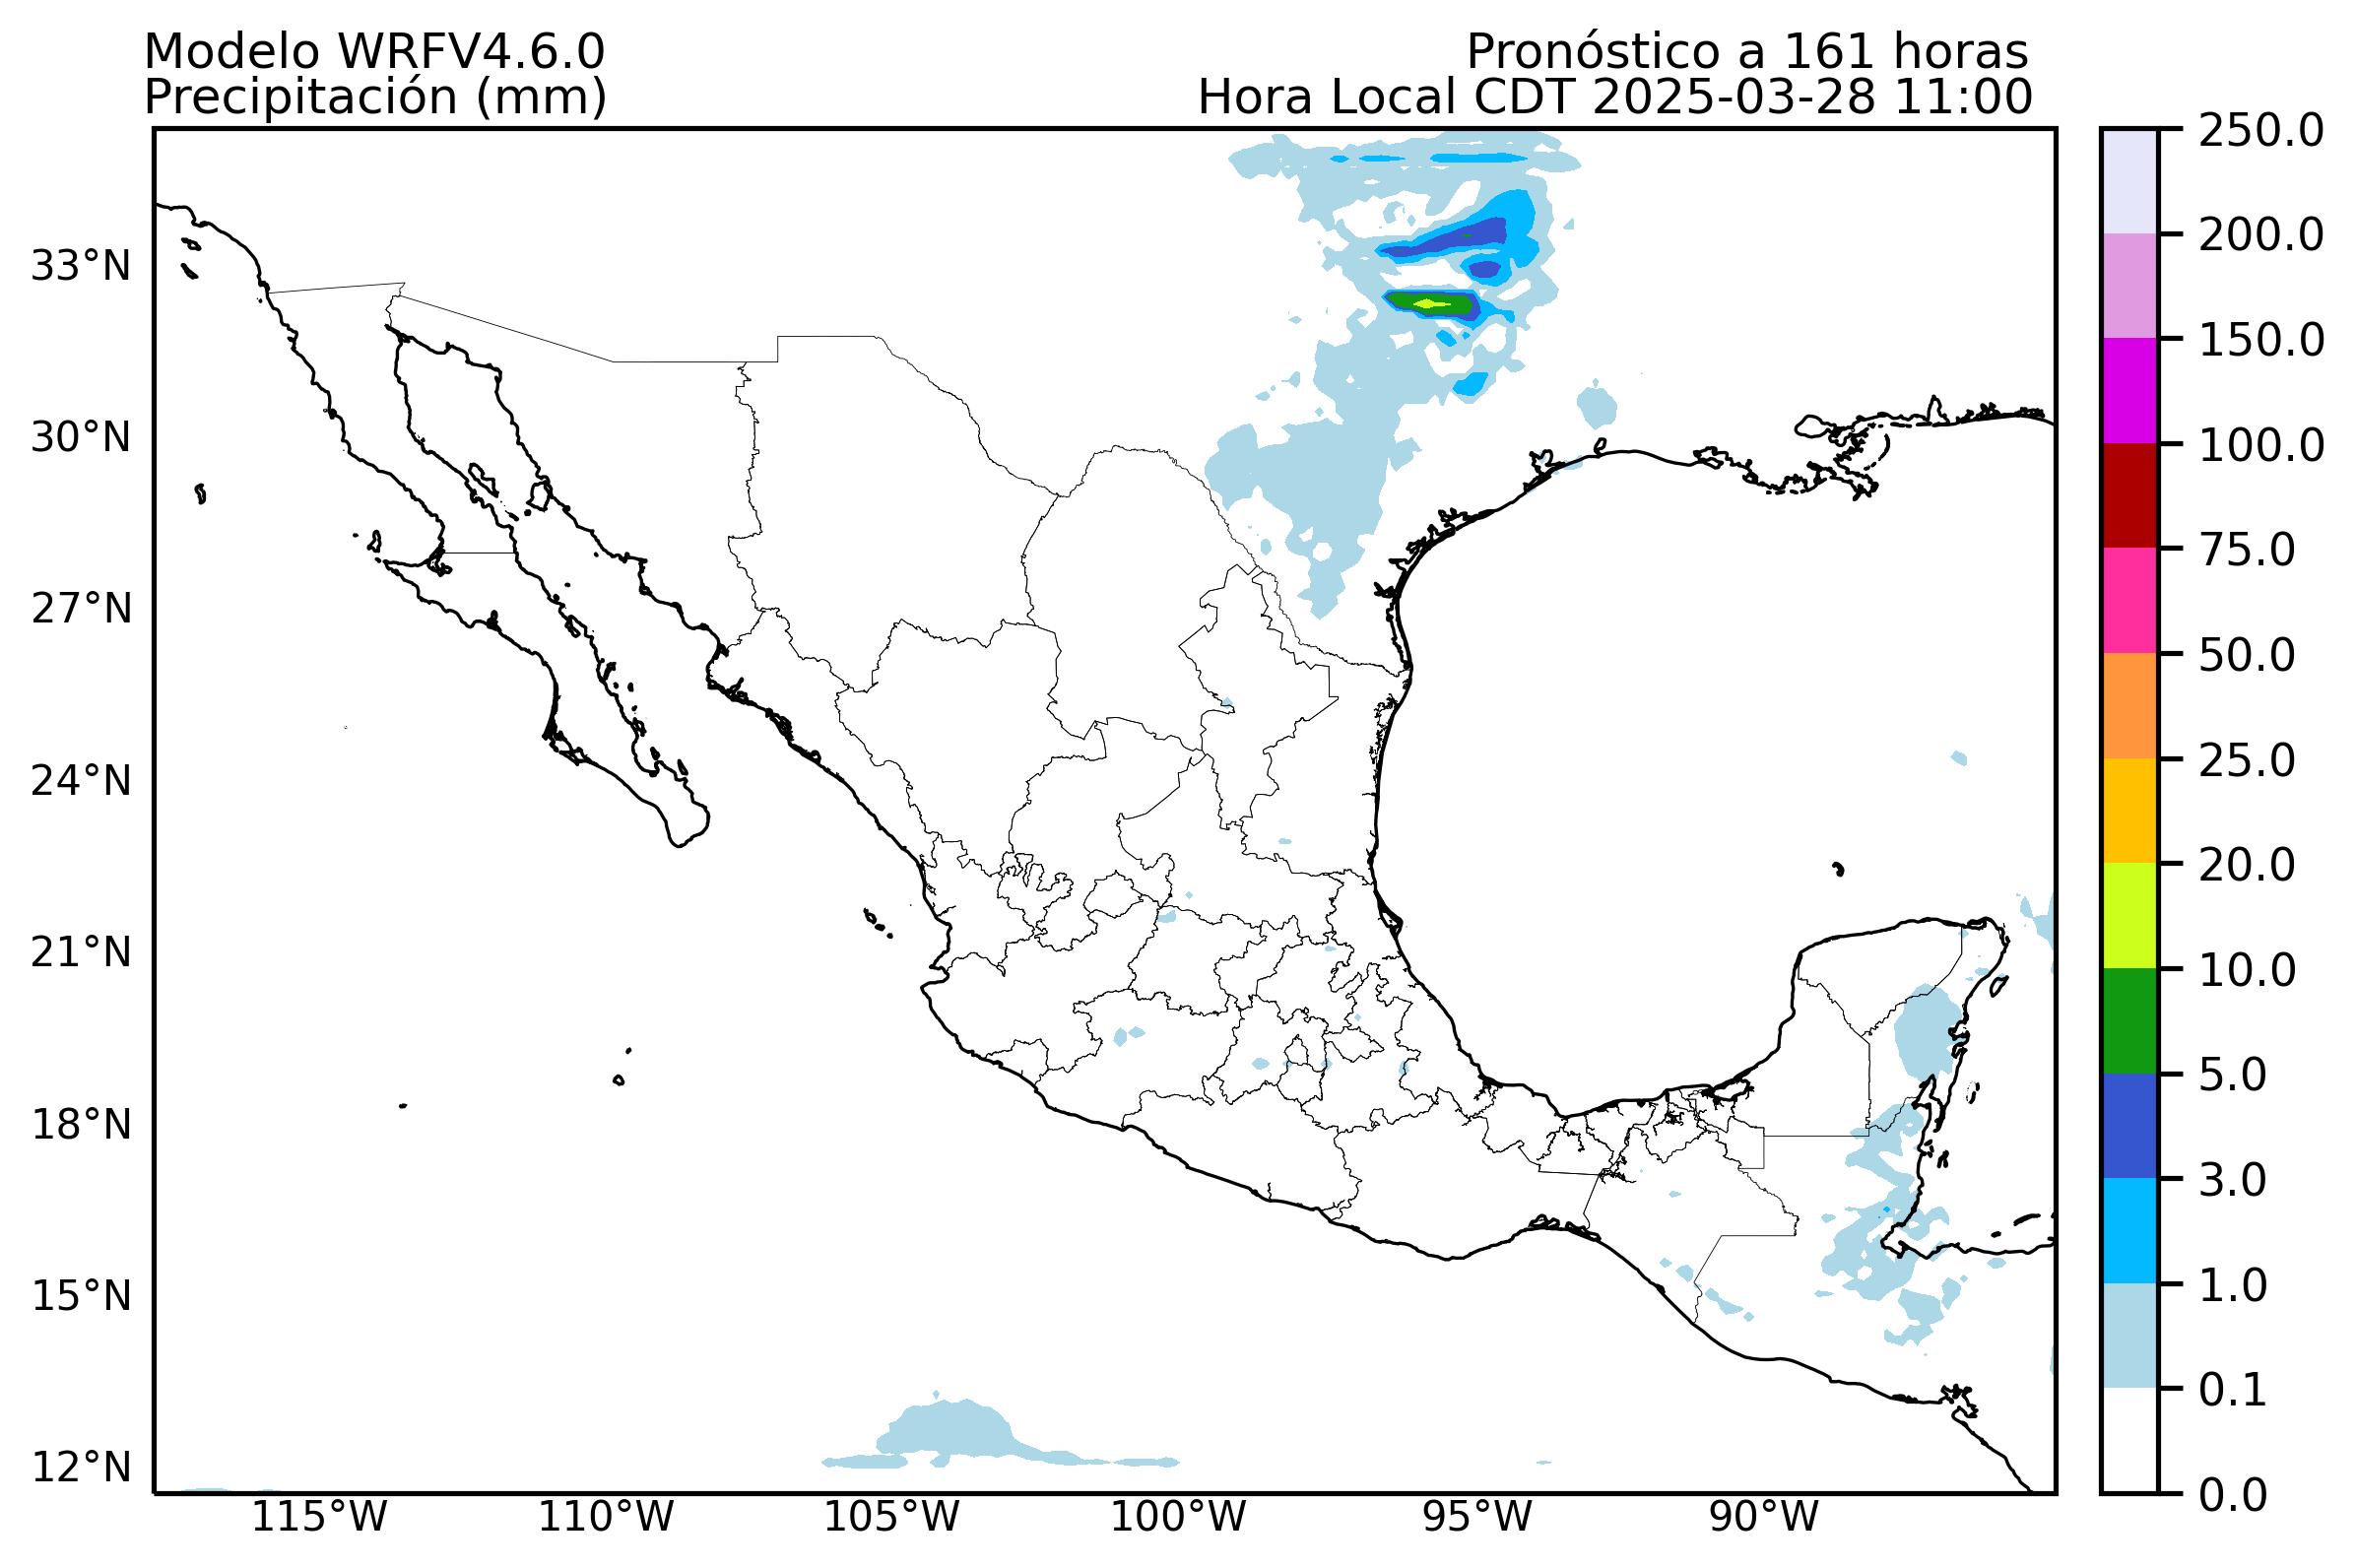 Modelo WRFV4.6.0
Precipitación (mm)
Pronóstico a 161 horas
Hora Local CDT 2025-03-28 11:00
33°N
30°N
27°N
24°N
21°N
18°N
15°N
12°N
115°W
110°W
105°W
100°W
95°W
90°W
250.0
200.0
150.0
100.0
75.0
50.0
25.0
20.0
10.0
5.0
3.0
1.0
0.1
0.0